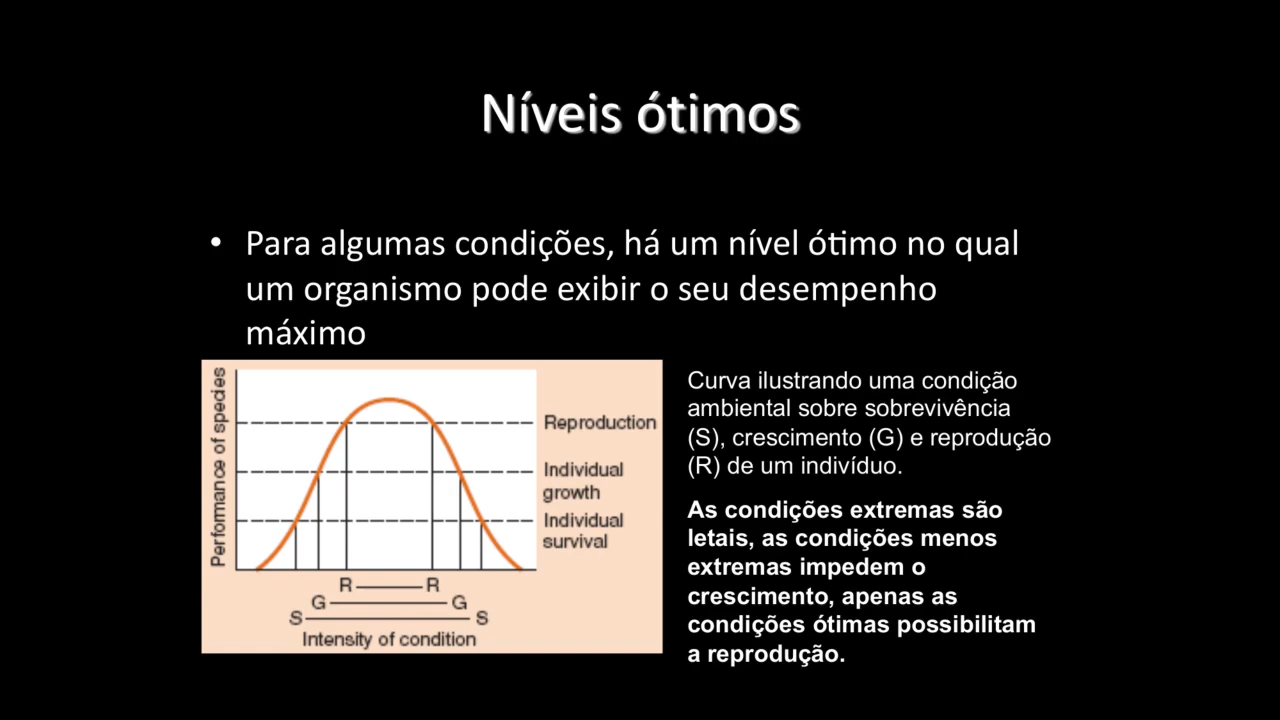 Níveis ótimos
• Para algumas condições, há um nível ótimo no qual
um organismo pode exibir o seu desempenho
máximo
Performance of species
Reproduction
Individual
growth
Individual
survival
R R
G G
S S
Intensity of condition
Curva ilustrando uma condição
ambiental sobre sobrevivência
(S), crescimento (G) e reprodução
(R) de um indivíduo.
As condições extremas são
letais, as condições menos
extremas impedem o
crescimento, apenas as
condições ótimas possibilitam
a reprodução.